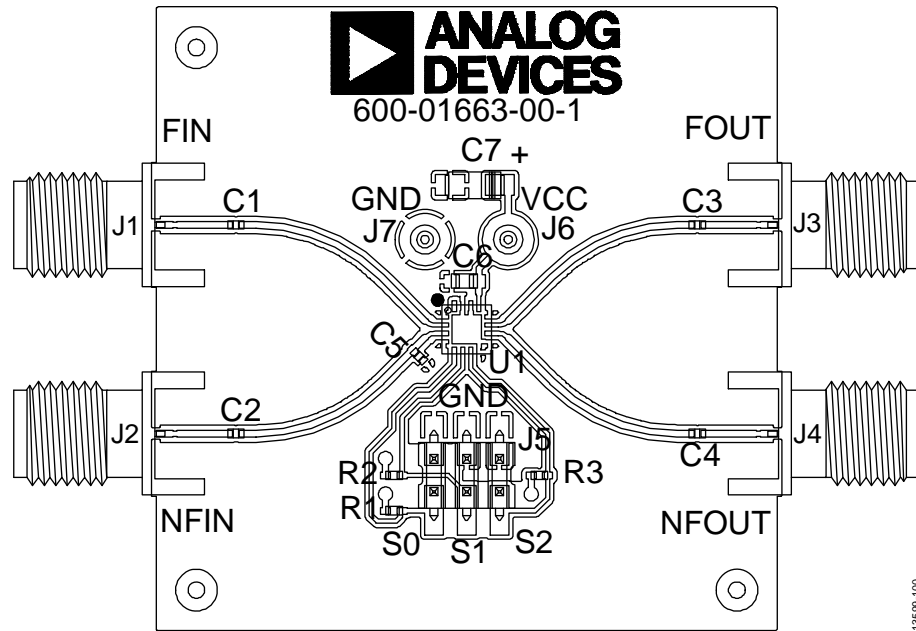 ANALOG
DEVICES
600-01663-00-1
FIN
FOUT
C7 +
C1
GND
VCC
C3
J1
J7
J6
J3
C6
C5
U1
C2
GND
J2
J5
C4
J4
R2
R3
R1
NFIN
S0
S1
S2
NFOUT